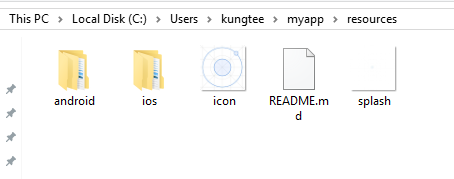 This PC > Local Disk (C:) > Users > kungtee > myapp > resources
android
ios
icon
README.m
d
splash